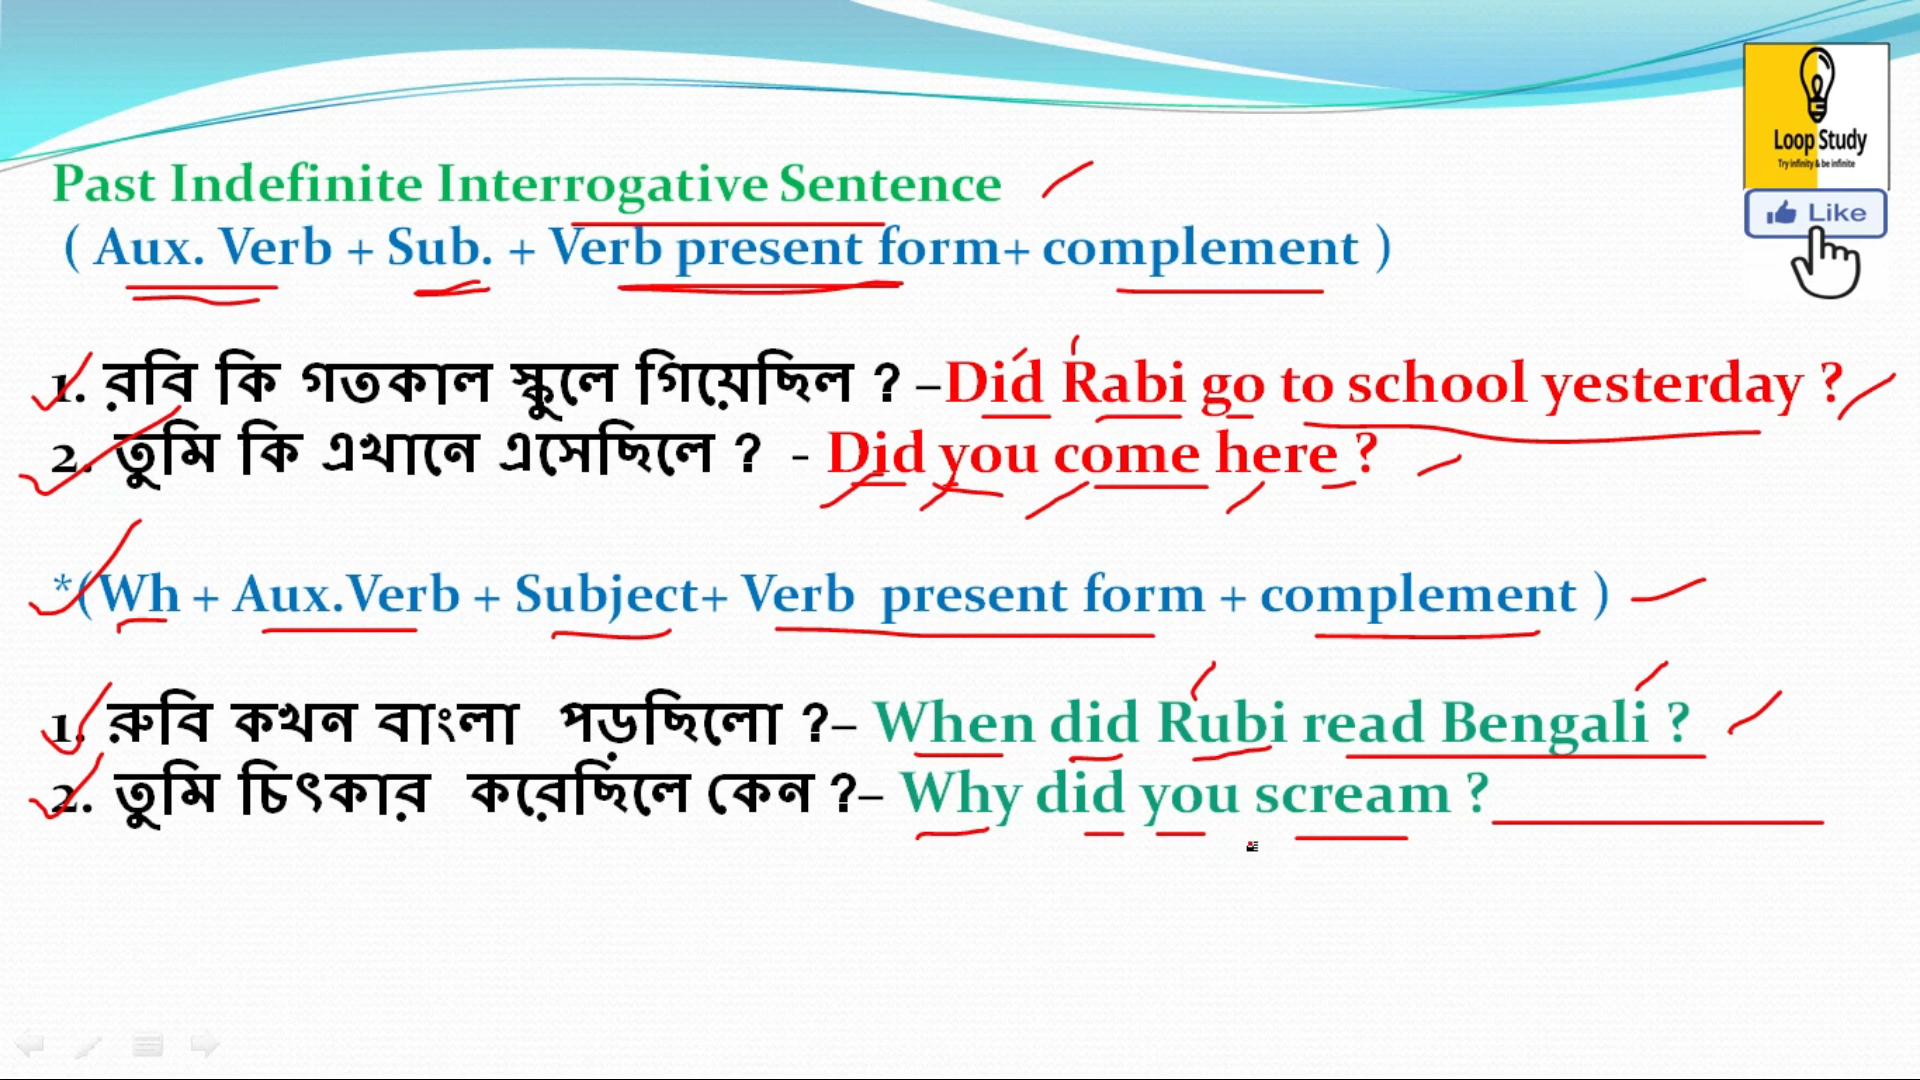 Loop Study
Try infinity & be infinite
Like
Past Indefinite Interrogative Sentence
( Aux. Verb + Sub. + Verb present form+ complement )
1. রবি কি গতকাল স্কুলে গিয়েছিল ? –Did Rabi go to school yesterday ?
2. তুমি কি এখানে এসেছিলে ? - Did you come here ?
*(Wh + Aux.Verb + Subject+ Verb present form + complement )
1. রুবি কখন বাংলা পড়ছিলো ?– When did Rubi read Bengali ?
2. তুমি চিৎকার করেছিলে কেন ?– Why did you scream ?